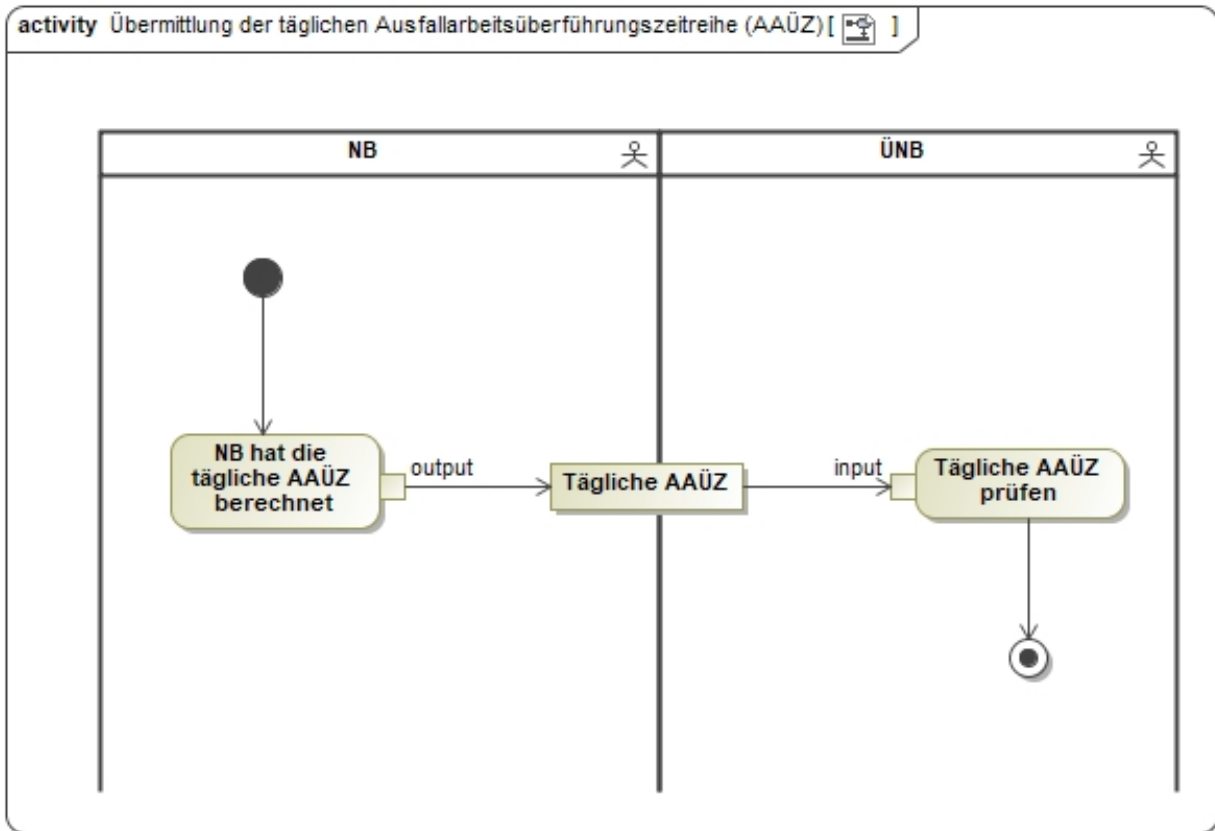 activity Übermittlung der täglichen Ausfallarbeitsüberführungszeitreihe (AAÜZ) [ ]
NB
ÜNB
NB hat die
tägliche AAÜZ
berechnet
output
Tägliche AAÜZ
input
Tägliche AAÜZ
prüfen